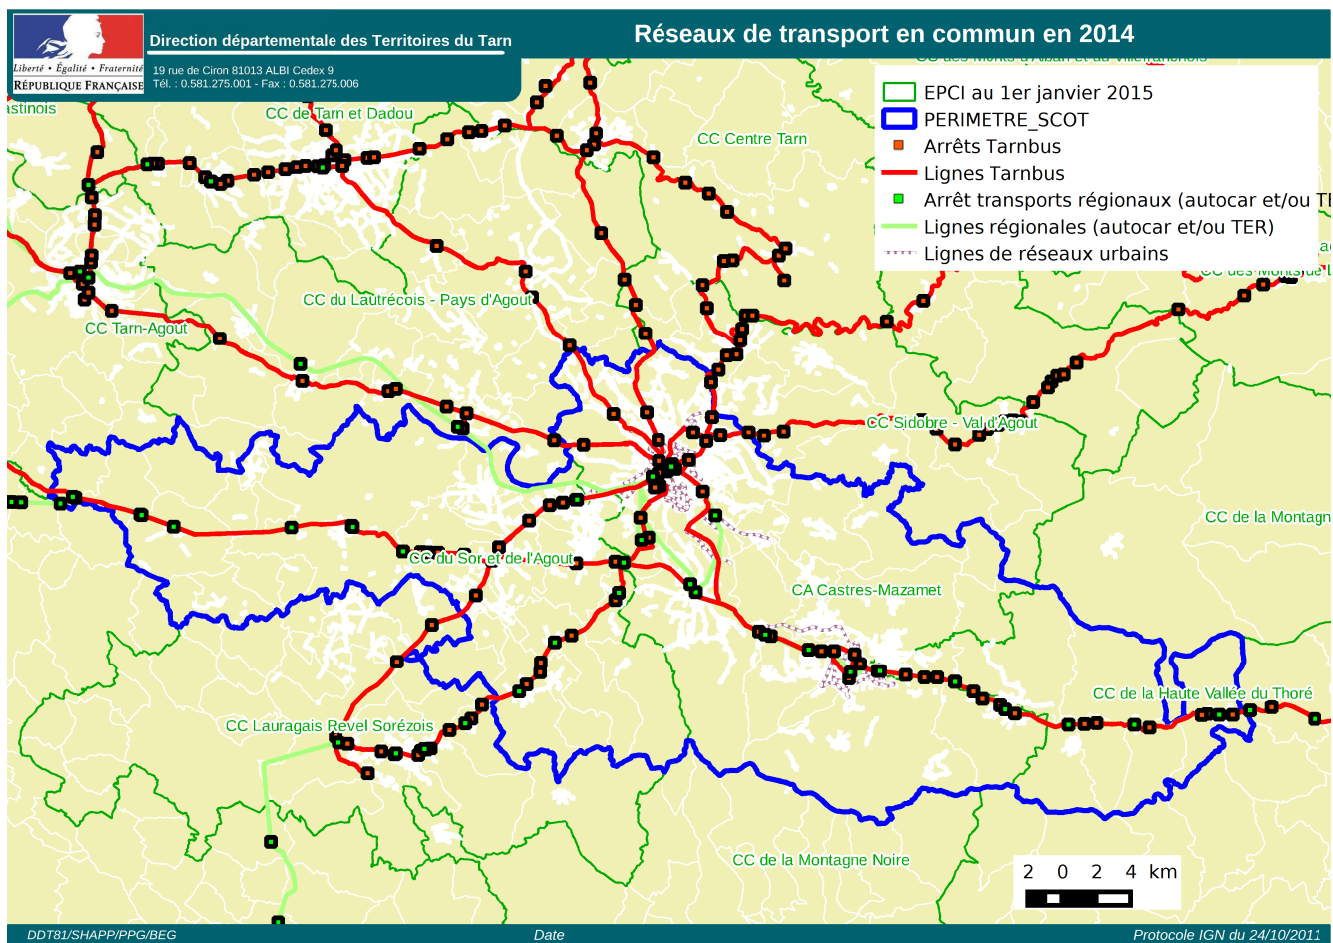 Réseaux de transport en commun en 2014
Direction départementale des Territoires du Tarn
19 rue de Ciron 81013 ALBI Cedex 9
Tél. : 0.581.275.001 - Fax : 0.581.275.006
Liberté • Égalité • Fraternité
RÉPUBLIQUE FRANÇAISE
EPCI au 1er janvier 2015
PERIMETRE_SCOT
Arrêts Tarnbus
Lignes Tarnbus
Arrêt transports régionaux (autocar et/ou TE
Lignes régionales (autocar et/ou TER)
Lignes de réseaux urbains
astinois
CC de Tarn et Dadou
CC Centre Tarn
CC du Lautrécois - Pays d'Agout
CC Tarn-Agout
CC Sidobre - Val d'Agout
CC de la Montagn
CC du Sor et de l'Agout
CA Castres-Mazamet
CC de la Haute Vallée du Thoré
CC Lauragais Revel Sorézois
CC de la Montagne Noire
2 0 2 4 km
DDT81/SHAPP/PPG/BEG
Date
Protocole IGN du 24/10/2011